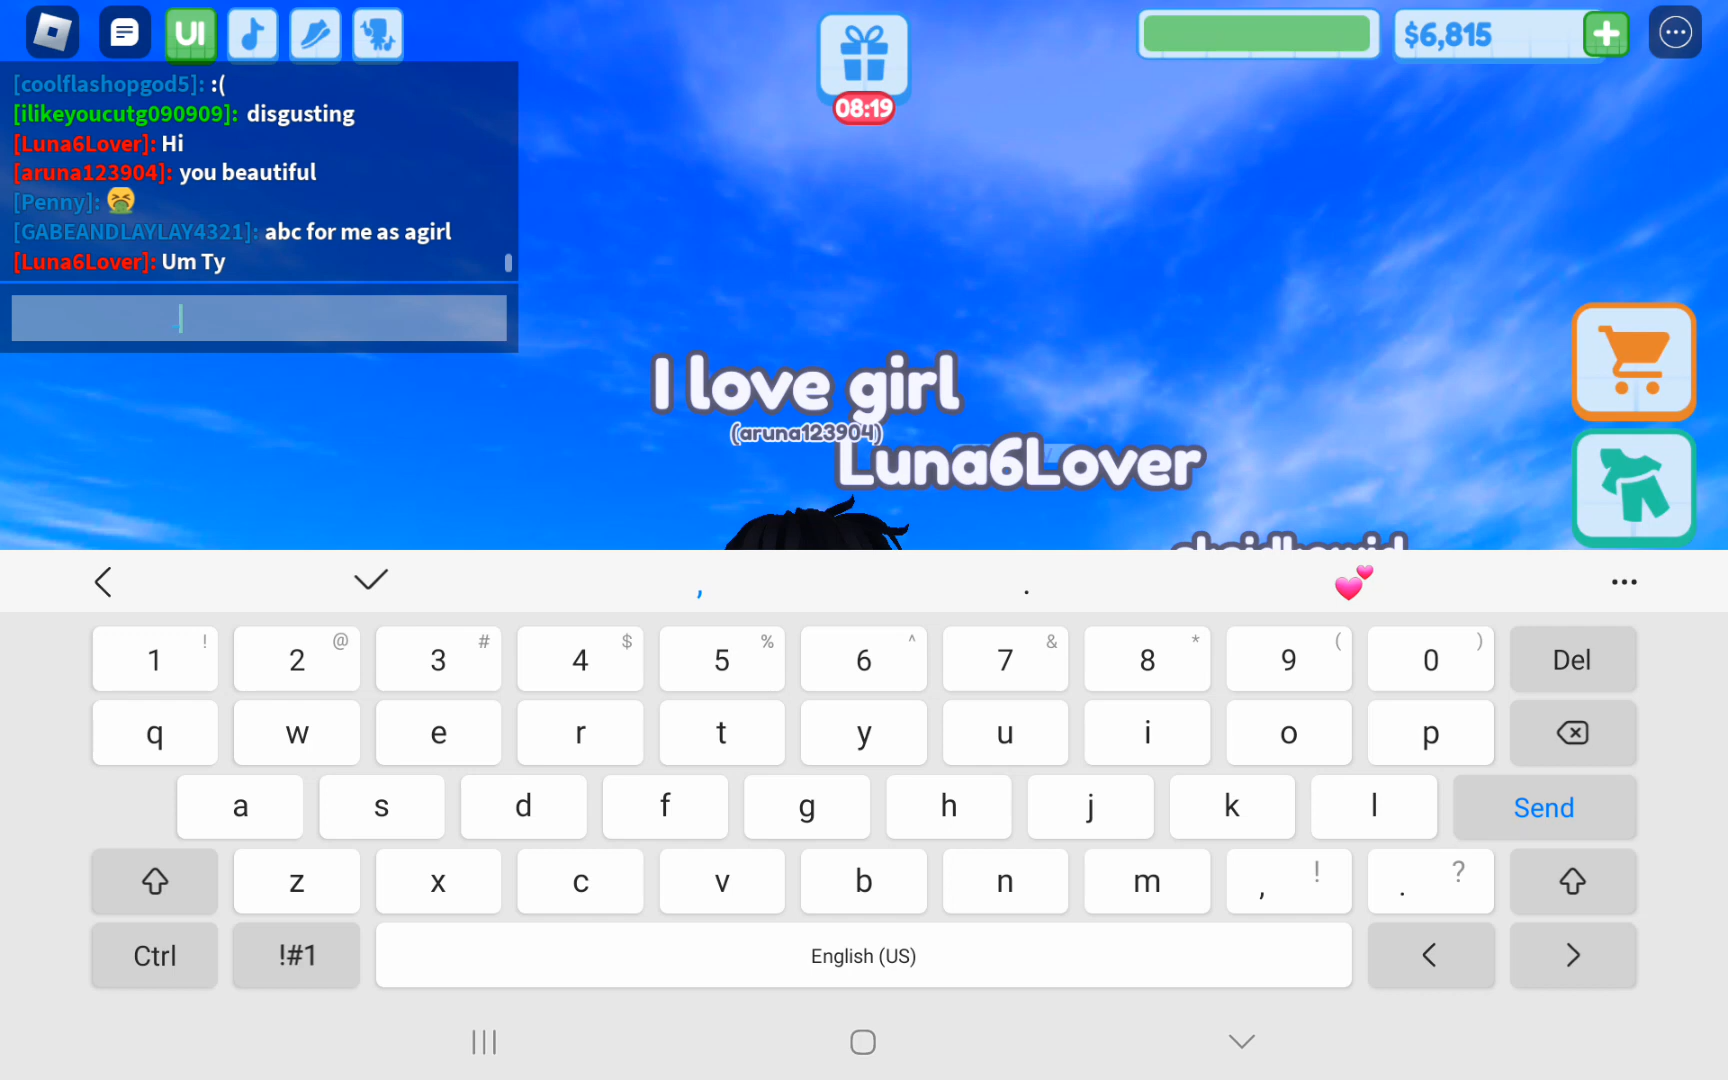 UI
$6,815
08:19
[coolflashopgod5]: :(
[ilikeyoucutg090909]: disgusting
[Luna6Lover]: Hi
[aruna123904]: you beautiful
[Penny]: 🤮
[GABEANDLAYLAY4321]: abc for me as agirl
[Luna6Lover]: Um Ty
I love girl
(aruna123904)
Luna6Lover
, . 💕
1 ! 2 @ 3 # 4 $ 5 % 6 ^ 7 & 8 * 9 ( 0 ) Del
q w e r t y u i o p
a s d f g h j k l Send
z x c v b n m , ! . ?
Ctrl !#1 English (US) < >